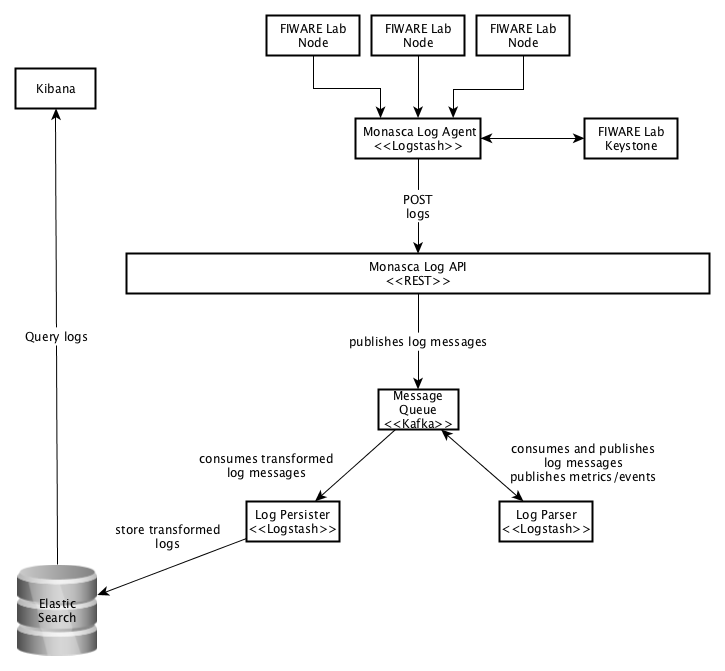 FIWARE Lab
Node
FIWARE Lab
Node
FIWARE Lab
Node
Kibana
Monasca Log Agent
<<Logstash>>
FIWARE Lab
Keystone
POST
logs
Monasca Log API
<<REST>>
Query logs
publishes log messages
Message
Queue
<<Kafka>>
consumes transformed
log messages
consumes and publishes
log messages
publishes metrics/events
Log Persister
<<Logstash>>
Log Parser
<<Logstash>>
store transformed
logs
Elastic
Search